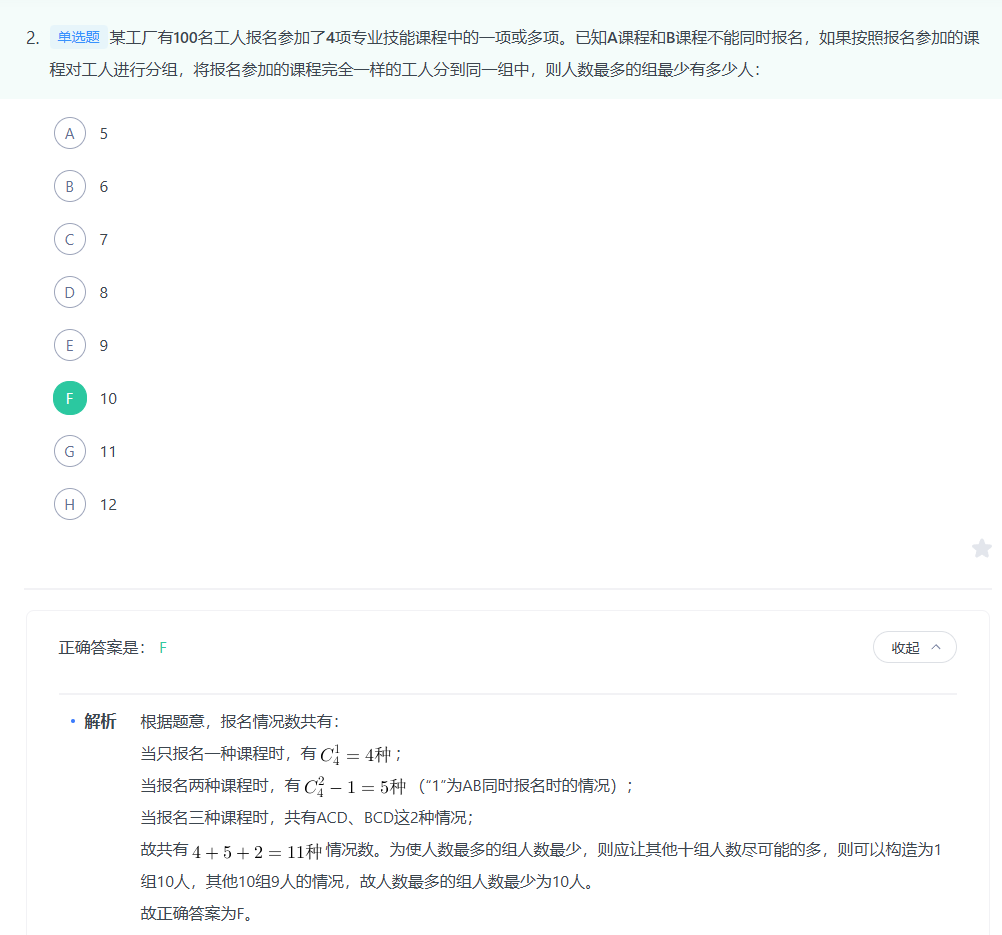 2. 单选题 某工厂有100名工人报名参加了4项专业技能课程中的一项或多项。已知A课程和B课程不能同时报名，如果按照报名参加的课
程对工人进行分组，将报名参加的课程完全一样的工人分到同一组中，则人数最多的组最少有多少人：
A 5
B 6
C 7
D 8
E 9
F 10
G 11
H 12
正确答案是： F 收起
• 解析 根据题意，报名情况数共有：
当只报名一种课程时，有 C_4^1 = 4种；
当报名两种课程时，有 C_4^2 − 1 = 5种（“1”为AB同时报名时的情况）；
当报名三种课程时，共有ACD、BCD这2种情况；
故共有 4 + 5 + 2 = 11种 情况数。为使人数最多的组人数最少，则应让其他十组人数尽可能的多，则可以构造为1
组10人，其他10组9人的情况，故人数最多的组人数最少为10人。
故正确答案为F。